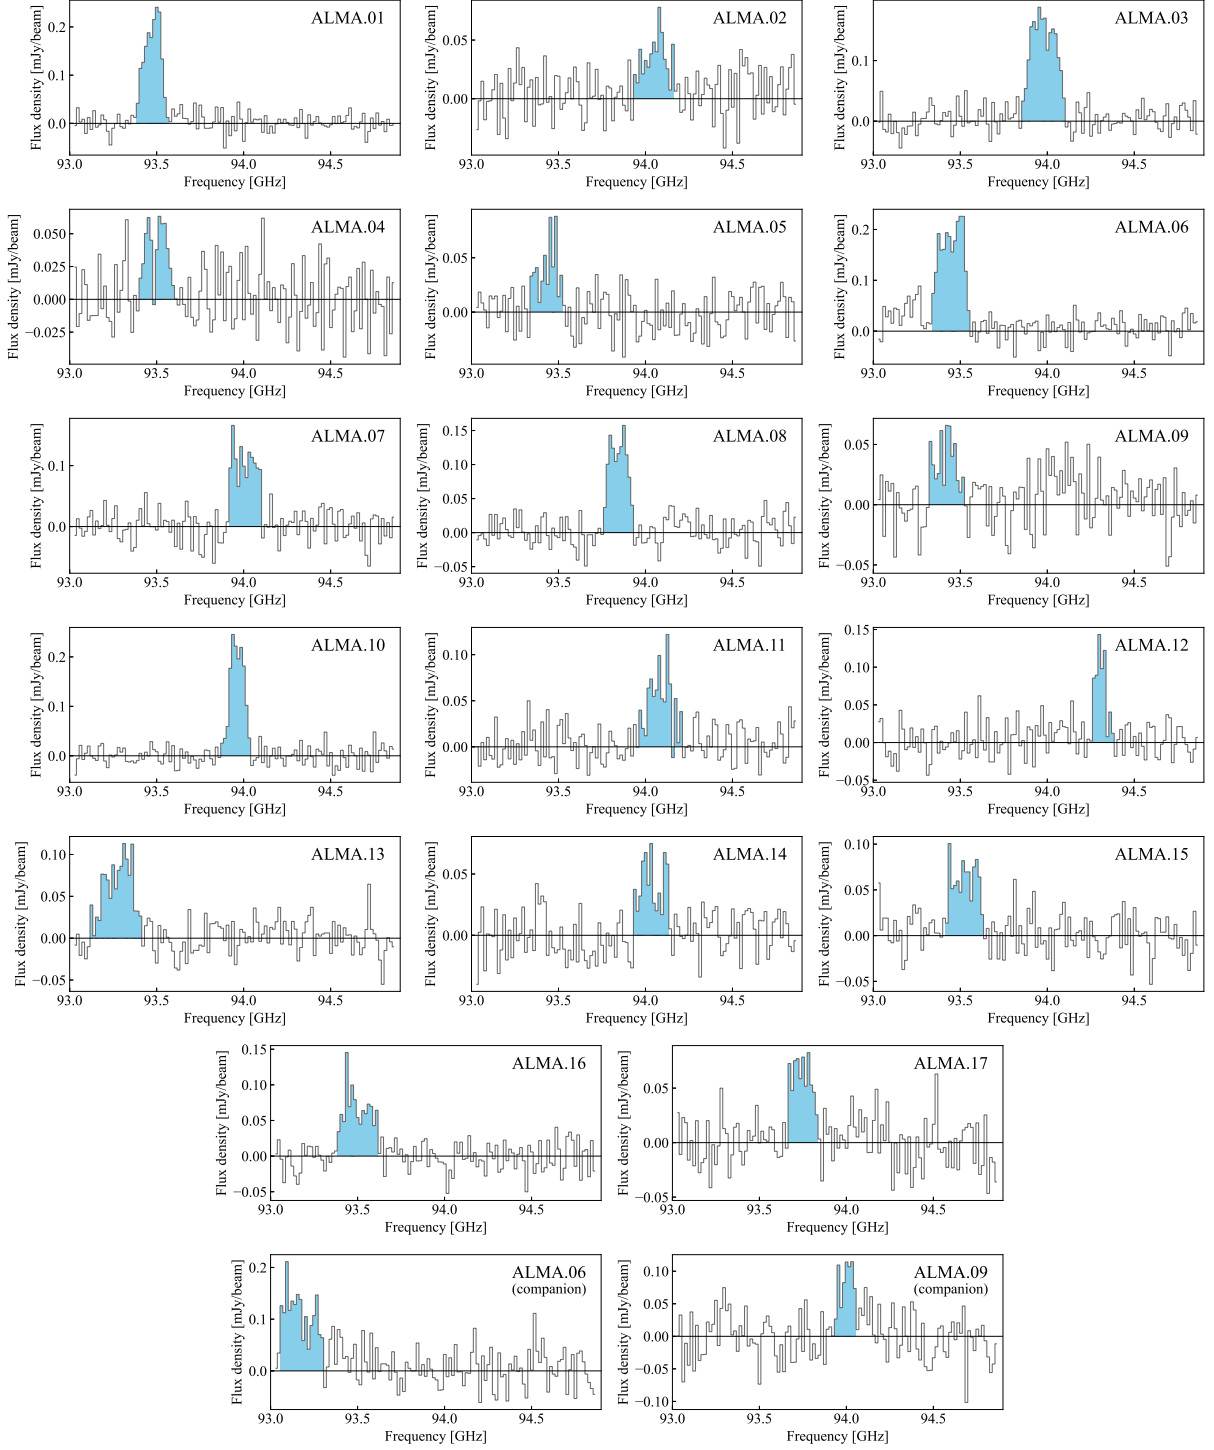 ALMA.01
Flux density [mJy/beam]
0.2
0.1
0.0
93.0 93.5 94.0 94.5
Frequency [GHz]
ALMA.02
Flux density [mJy/beam]
0.05
0.00
93.0 93.5 94.0 94.5
Frequency [GHz]
ALMA.03
Flux density [mJy/beam]
0.1
0.0
93.0 93.5 94.0 94.5
Frequency [GHz]
ALMA.04
Flux density [mJy/beam]
0.050
0.025
0.000
−0.025
93.0 93.5 94.0 94.5
Frequency [GHz]
ALMA.05
Flux density [mJy/beam]
0.05
0.00
93.0 93.5 94.0 94.5
Frequency [GHz]
ALMA.06
Flux density [mJy/beam]
0.2
0.1
0.0
93.0 93.5 94.0 94.5
Frequency [GHz]
ALMA.07
Flux density [mJy/beam]
0.1
0.0
93.0 93.5 94.0 94.5
Frequency [GHz]
ALMA.08
Flux density [mJy/beam]
0.15
0.10
0.05
0.00
−0.05
93.0 93.5 94.0 94.5
Frequency [GHz]
ALMA.09
Flux density [mJy/beam]
0.05
0.00
−0.05
93.0 93.5 94.0 94.5
Frequency [GHz]
ALMA.10
Flux density [mJy/beam]
0.2
0.1
0.0
93.0 93.5 94.0 94.5
Frequency [GHz]
ALMA.11
Flux density [mJy/beam]
0.10
0.05
0.00
93.0 93.5 94.0 94.5
Frequency [GHz]
ALMA.12
Flux density [mJy/beam]
0.15
0.10
0.05
0.00
−0.05
93.0 93.5 94.0 94.5
Frequency [GHz]
ALMA.13
Flux density [mJy/beam]
0.10
0.05
0.00
−0.05
93.0 93.5 94.0 94.5
Frequency [GHz]
ALMA.14
Flux density [mJy/beam]
0.05
0.00
93.0 93.5 94.0 94.5
Frequency [GHz]
ALMA.15
Flux density [mJy/beam]
0.10
0.05
0.00
−0.05
93.0 93.5 94.0 94.5
Frequency [GHz]
ALMA.16
Flux density [mJy/beam]
0.15
0.10
0.05
0.00
−0.05
93.0 93.5 94.0 94.5
Frequency [GHz]
ALMA.17
Flux density [mJy/beam]
0.05
0.00
−0.05
93.0 93.5 94.0 94.5
Frequency [GHz]
ALMA.06
(companion)
Flux density [mJy/beam]
0.2
0.1
0.0
93.0 93.5 94.0 94.5
Frequency [GHz]
ALMA.09
(companion)
Flux density [mJy/beam]
0.10
0.05
0.00
−0.05
−0.10
93.0 93.5 94.0 94.5
Frequency [GHz]